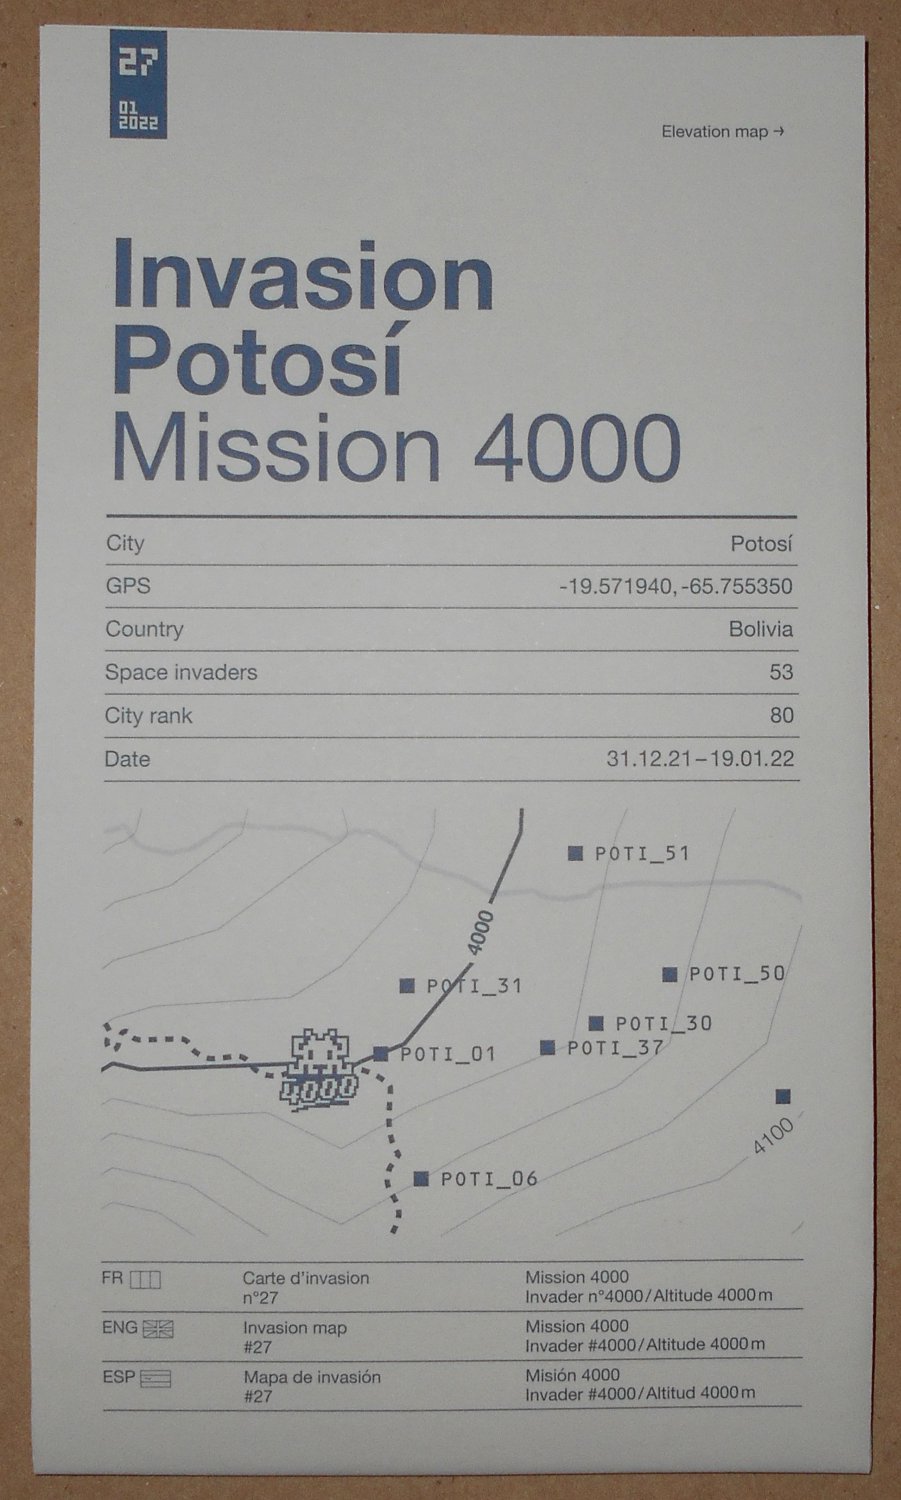 27
01
2022
Elevation map →
Invasion
Potosí
Mission 4000
City Potosí
GPS -19.571940, -65.755350
Country Bolivia
Space invaders 53
City rank 80
Date 31.12.21–19.01.22
POTI_51
4000
POTI_31
POTI_50
POTI_30
POTI_01
POTI_37
4000
4100
POTI_06
FR Carte d'invasion Mission 4000
n°27 Invader n°4000/Altitude 4000m
ENG Invasion map Mission 4000
#27 Invader #4000/Altitude 4000m
ESP Mapa de invasión Misión 4000
#27 Invader #4000/Altitud 4000m